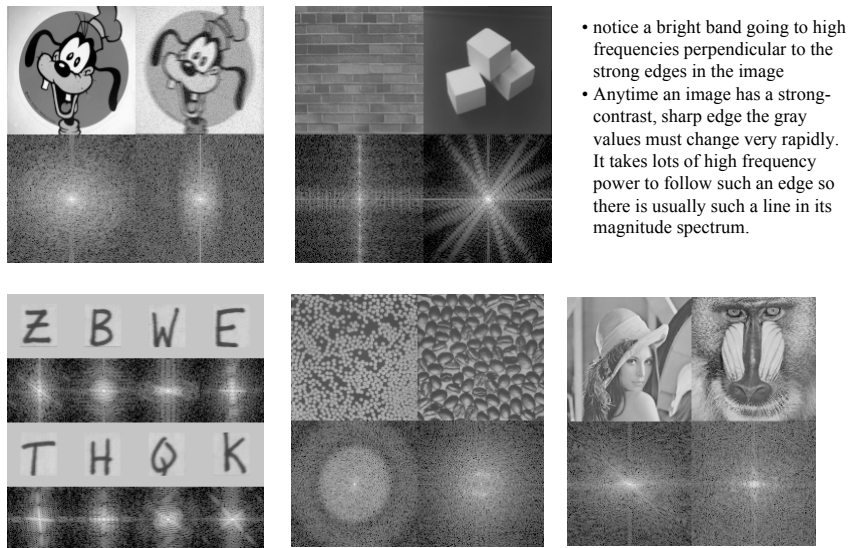 • notice a bright band going to high
frequencies perpendicular to the
strong edges in the image
• Anytime an image has a strong-
contrast, sharp edge the gray
values must change very rapidly.
It takes lots of high frequency
power to follow such an edge so
there is usually such a line in its
magnitude spectrum.
Z B W E
T H Q K